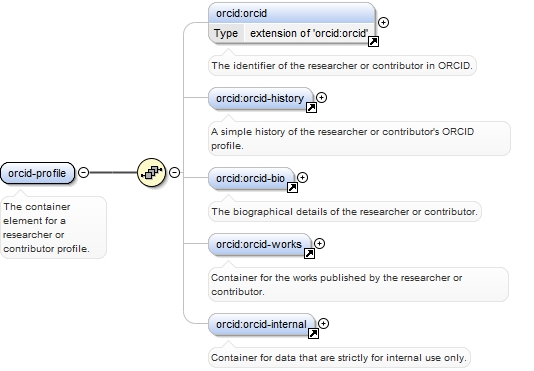 orcid:orcid
Type extension of 'orcid:orcid'
The identifier of the researcher or contributor in ORCID.
orcid:orcid-history
A simple history of the researcher or contributor's ORCID
profile.
orcid-profile
The container
element for a
researcher or
contributor profile.
orcid:orcid-bio
The biographical details of the researcher or contributor.
orcid:orcid-works
Container for the works published by the researcher or
contributor.
orcid:orcid-internal
Container for data that are strictly for internal use only.